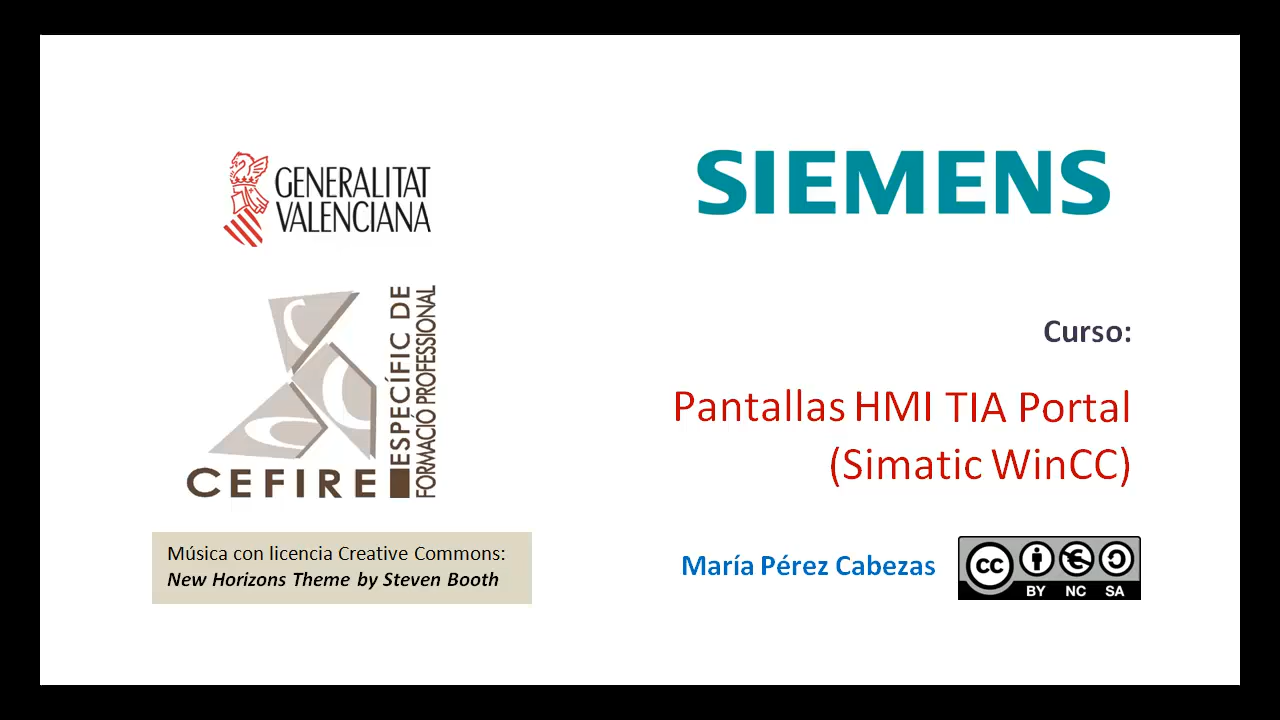 GENERALITAT
VALENCIANA
CEFIRE
ESPECÍFIC DE
FORMACIÓ PROFESSIONAL
Música con licencia Creative Commons:
New Horizons Theme by Steven Booth
SIEMENS
Curso:
Pantallas HMI TIA Portal
(Simatic WinCC)
María Pérez Cabezas
cc
BY NC SA